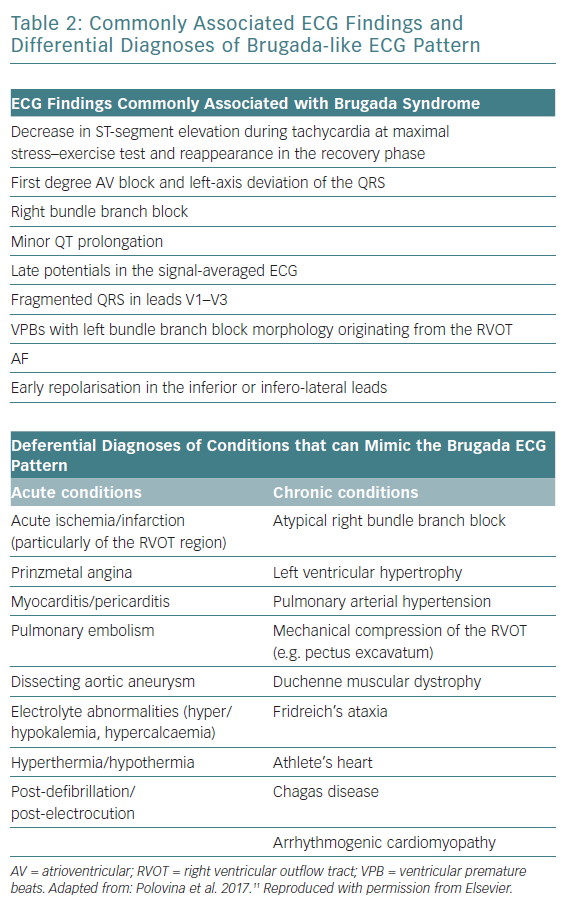 Table 2: Commonly Associated ECG Findings and
Differential Diagnoses of Brugada-like ECG Pattern
ECG Findings Commonly Associated with Brugada Syndrome
Decrease in ST-segment elevation during tachycardia at maximal
stress–exercise test and reappearance in the recovery phase
First degree AV block and left-axis deviation of the QRS
Right bundle branch block
Minor QT prolongation
Late potentials in the signal-averaged ECG
Fragmented QRS in leads V1–V3
VPBs with left bundle branch block morphology originating from the RVOT
AF
Early repolarisation in the inferior or infero-lateral leads
Deferential Diagnoses of Conditions that can Mimic the Brugada ECG
Pattern
Acute conditions Chronic conditions
Acute ischemia/infarction Atypical right bundle branch block
(particularly of the RVOT region)
Prinzmetal angina Left ventricular hypertrophy
Myocarditis/pericarditis Pulmonary arterial hypertension
Pulmonary embolism Mechanical compression of the RVOT
(e.g. pectus excavatum)
Dissecting aortic aneurysm Duchenne muscular dystrophy
Electrolyte abnormalities (hyper/ Fridreich's ataxia
hypokalemia, hypercalcaemia)
Hyperthermia/hypothermia Athlete's heart
Post-defibrillation/ Chagas disease
post-electrocution
Arrhythmogenic cardiomyopathy
AV = atrioventricular; RVOT = right ventricular outflow tract; VPB = ventricular premature
beats. Adapted from: Polovina et al. 2017.¹¹ Reproduced with permission from Elsevier.